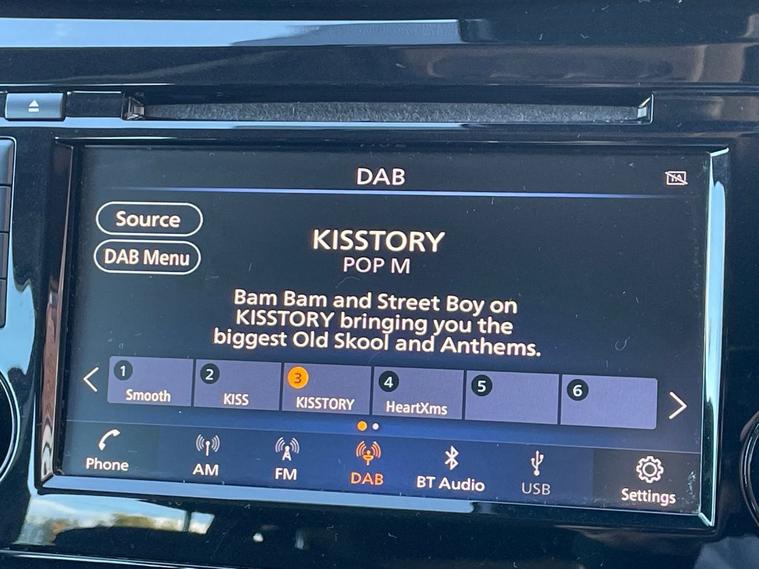 DAB
TA
Source
DAB Menu
KISSTORY
POP M
Bam Bam and Street Boy on
KISSTORY bringing you the
biggest Old Skool and Anthems.
1 2 3 4 5 6
Smooth KISS KISSTORY HeartXms
Phone AM FM DAB BT Audio USB Settings